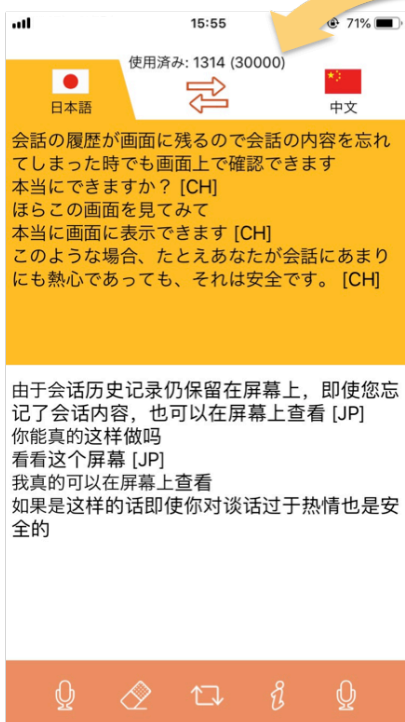 15:55
71%
使用済み: 1314 (30000)
日本語
中文
会話の履歴が画面に残るので会話の内容を忘れ
てしまった時でも画面上で確認できます
本当にできますか？ [CH]
ほらこの画面を見てみて
本当に画面に表示できます [CH]
このような場合、たとえあなたが会話にあまり
にも熱心であっても、それは安全です。 [CH]
由于会话历史记录仍保留在屏幕上，即使您忘
记了会话内容，也可以在屏幕上查看 [JP]
你能真的这样做吗
看看这个屏幕 [JP]
我真的可以在屏幕上查看
如果是这样的话即使你对谈话过于热情也是安
全的